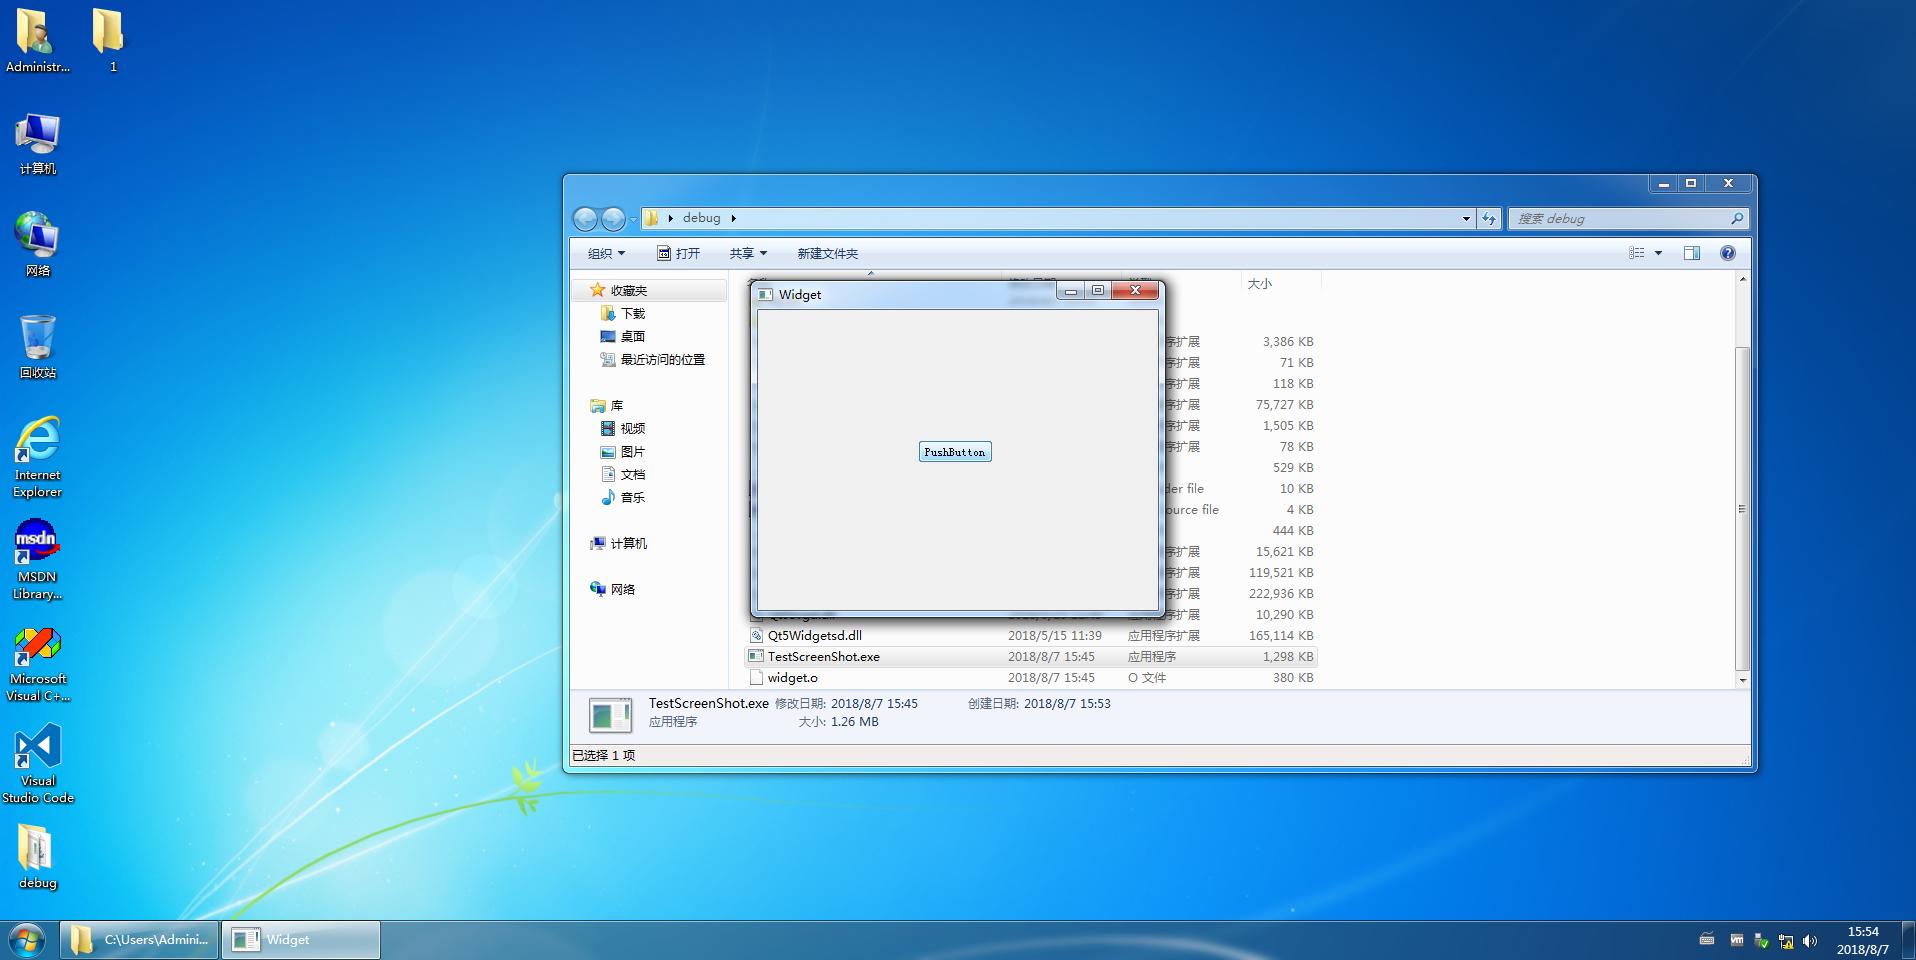 Administr...
1
计算机
网络
回收站
Internet
Explorer
msdn
MSDN
Library...
Microsoft
Visual C+...
Visual
Studio Code
debug
debug
搜索 debug
组织
打开
共享
新建文件夹
收藏夹
下载
桌面
最近访问的位置
库
视频
图片
文档
音乐
计算机
网络
大小
Widget
PushButton
序扩展 3,386 KB
序扩展 71 KB
序扩展 118 KB
序扩展 75,727 KB
序扩展 1,505 KB
序扩展 78 KB
529 KB
der file 10 KB
ource file 4 KB
444 KB
序扩展 15,621 KB
序扩展 119,521 KB
序扩展 222,936 KB
应用程序扩展 10,290 KB
Qt5Widgetsd.dll 2018/5/15 11:39 应用程序扩展 165,114 KB
TestScreenShot.exe 2018/8/7 15:45 应用程序 1,298 KB
widget.o 2018/8/7 15:45 O 文件 380 KB
TestScreenShot.exe 修改日期: 2018/8/7 15:45 创建日期: 2018/8/7 15:53
应用程序 大小: 1.26 MB
已选择 1 项
C:\Users\Admini...
Widget
vm
15:54
2018/8/7